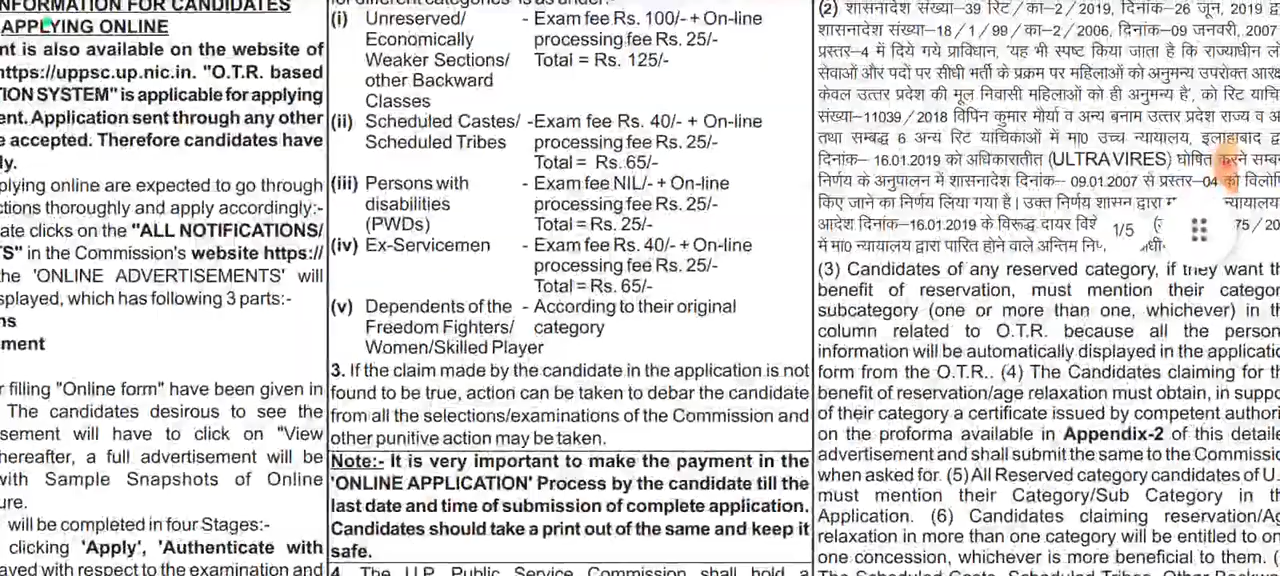 NFORMATION FOR CANDIDATES
APPLYING ONLINE
nt is also available on the website of
https://uppsc.up.nic.in. "O.T.R. based
ION SYSTEM" is applicable for applying
ent. Application sent through any other
e accepted. Therefore candidates have
ly.
plying online are expected to go through
ctions thoroughly and apply accordingly:-
ate clicks on the "ALL NOTIFICATIONS/
TS" in the Commission's website https://
the 'ONLINE ADVERTISEMENTS' will
splayed, which has following 3 parts:-
ns
ment
r filling "Online form" have been given in
The candidates desirous to see the
sement will have to click on "View
hereafter, a full advertisement will be
with Sample Snapshots of Online
ure.
will be completed in four Stages:-
clicking 'Apply', 'Authenticate with
ayed with respect to the examination and
(i) Unreserved/ - Exam fee Rs. 100/- + On-line
Economically processing fee Rs. 25/-
Weaker Sections/ Total = Rs. 125/-
other Backward
Classes
(ii) Scheduled Castes/ -Exam fee Rs. 40/- + On-line
Scheduled Tribes processing fee Rs.25/-
Total = Rs.65/-
(iii) Persons with - Exam fee NIL/- + On-line
disabilities processing fee Rs.25/-
(PWDs) Total = Rs. 25/-
(iv) Ex-Servicemen - Exam fee Rs. 40/- + On-line
processing fee Rs. 25/-
Total = Rs. 65/-
(v) Dependents of the - According to their original
Freedom Fighters/ category
Women/Skilled Player
3. If the claim made by the candidate in the application is not
found to be true, action can be taken to debar the candidate
from all the selections/examinations of the Commission and
other punitive action may be taken.
Note:- It is very important to make the payment in the
'ONLINE APPLICATION' Process by the candidate till the
last date and time of submission of complete application.
Candidates should take a print out of the same and keep it
safe.
4. The U.P. Public Service Commission shall hold a
(2) शासनादेश संख्या-39 रिट/का-2/2019, दिनांक-26 जून, 2019 द्व
शासनादेश संख्या-18/1/99/का-2/2006, दिनांक-09 जनवरी, 2007
प्रस्तर-4 में दिये गये प्राविधान, 'यह भी स्पष्ट किया जाता है कि राज्याधीन लो
सेवाओं और पदों पर सीधी भर्ती के प्रक्रम पर महिलाओं को अनुमन्य उपरोक्त आरक्ष
केवल उत्तर प्रदेश की मूल निवासी महिलाओं को ही अनुमन्य है', को रिट याचि
संख्या-11039/2018 विपिन कुमार मौर्या व अन्य बनाम उत्तर प्रदेश राज्य व अ
तथा सम्बद्ध 6 अन्य रिट याचिकाओं में मा0 उच्च न्यायालय, इलाहाबाद द्व
दिनांक- 16.01.2019 को अधिकारातीत (ULTRA VIRES) घोषित करने सम्ब
निर्णय के अनुपालन में शासनादेश दिनांक- 09.01.2007 से प्रस्तर-04 को विलोपि
किए जाने का निर्णय लिया गया है। उक्त निर्णय शासन द्वारा न्यायालय
आदेश दिनांक-16.01.2019 के विरूद्ध दायर विशे 1/5 75/20
में मा0 न्यायालय द्वारा पारित होने वाले अन्तिम
(3) Candidates of any reserved category, if they want th
benefit of reservation, must mention their categor
subcategory (one or more than one, whichever) in th
column related to O.T.R. because all the person
information will be automatically displayed in the applicatio
form from the O.T.R.. (4) The Candidates claiming for th
benefit of reservation/age relaxation must obtain, in suppo
of their category a certificate issued by competent authori
on the proforma available in Appendix-2 of this detaile
advertisement and shall submit the same to the Commissio
when asked for. (5) All Reserved category candidates of U.
must mention their Category/Sub Category in th
Application. (6) Candidates claiming reservation/Ag
relaxation in more than one category will be entitled to on
one concession, whichever is more beneficial to them. (